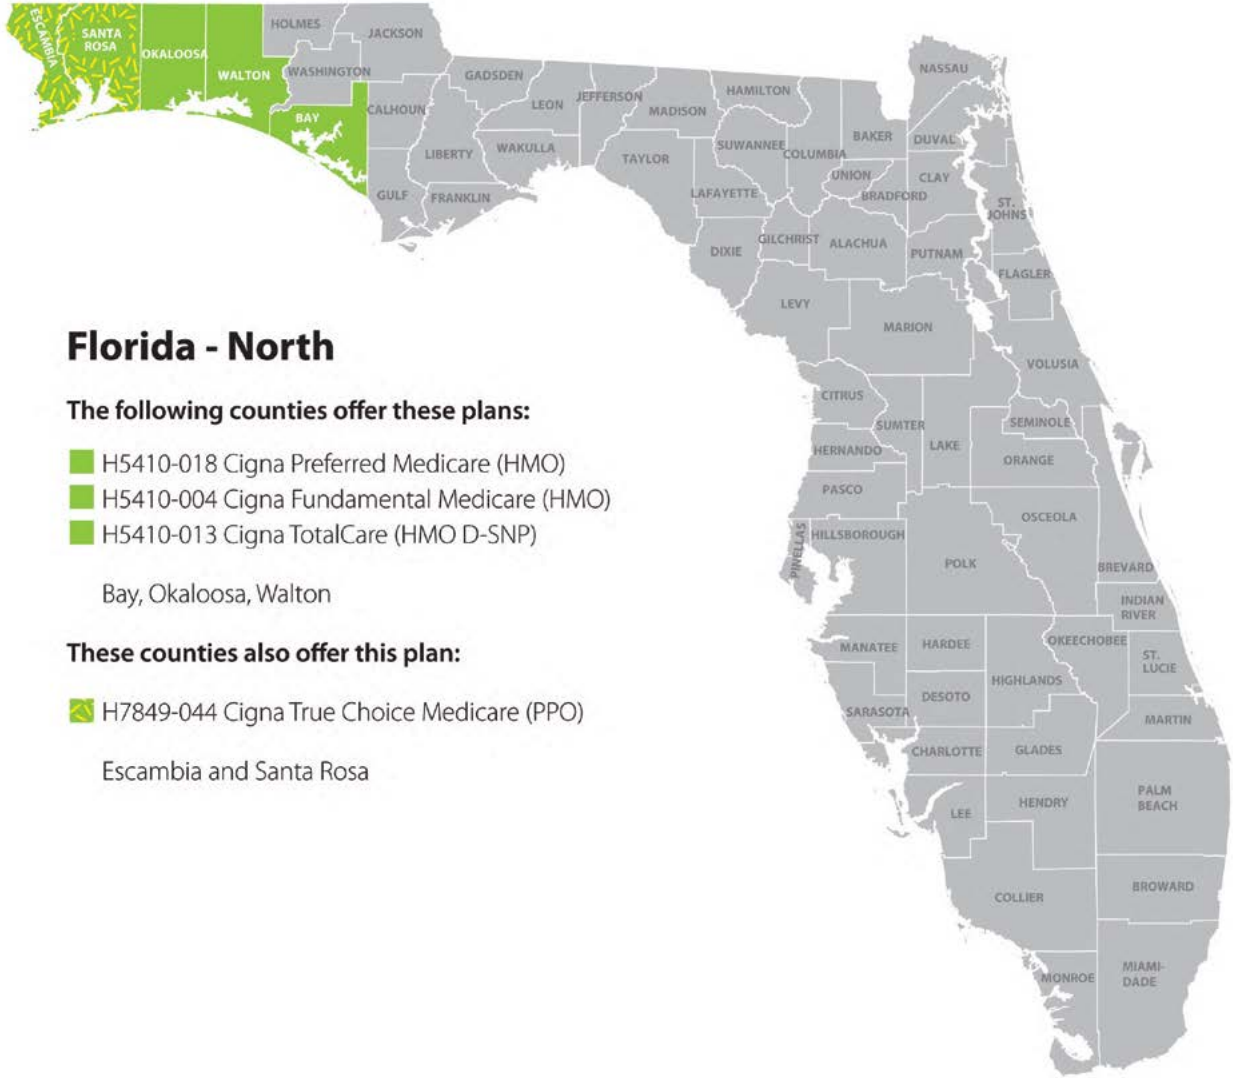 ESCAMBIA
SANTA
ROSA
OKALOOSA
WALTON
HOLMES
JACKSON
WASHINGTON
BAY
CALHOUN
GADSDEN
LEON
JEFFERSON
MADISON
HAMILTON
NASSAU
LIBERTY
WAKULLA
TAYLOR
SUWANNEE
COLUMBIA
BAKER
DUVAL
GULF
FRANKLIN
LAFAYETTE
UNION
BRADFORD
CLAY
ST.
JOHNS
DIXIE
GILCHRIST
ALACHUA
PUTNAM
FLAGLER
LEVY
MARION
VOLUSIA
Florida - North
The following counties offer these plans:
H5410-018 Cigna Preferred Medicare (HMO)
H5410-004 Cigna Fundamental Medicare (HMO)
H5410-013 Cigna TotalCare (HMO D-SNP)
Bay, Okaloosa, Walton
These counties also offer this plan:
H7849-044 Cigna True Choice Medicare (PPO)
Escambia and Santa Rosa
CITRUS
SUMTER
LAKE
SEMINOLE
HERNANDO
ORANGE
PASCO
OSCEOLA
PINELLAS
HILLSBOROUGH
POLK
BREVARD
INDIAN
RIVER
MANATEE
HARDEE
OKEECHOBEE
ST.
LUCIE
HIGHLANDS
DESOTO
SARASOTA
MARTIN
CHARLOTTE
GLADES
LEE
HENDRY
PALM
BEACH
COLLIER
BROWARD
MONROE
MIAMI-
DADE